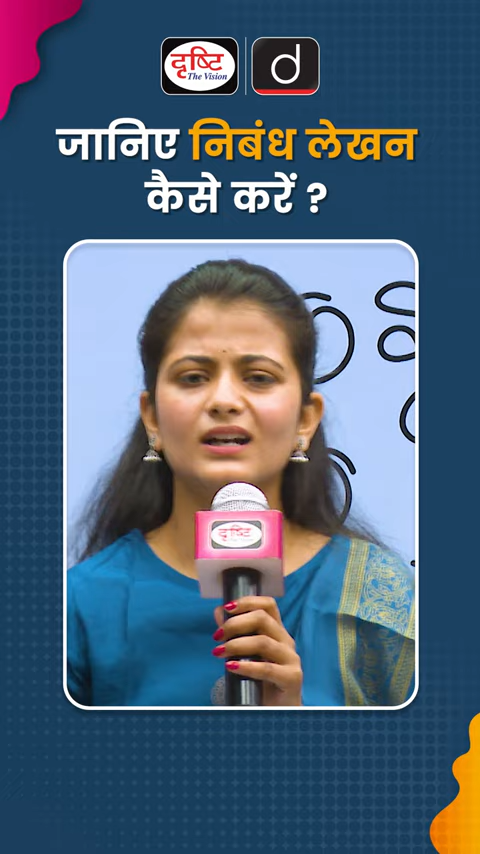 दृष्टि
The Vision
d
जानिए निबंध लेखन
कैसे करें ?
दृष्टि